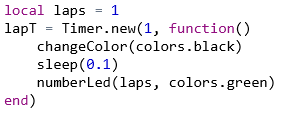 local laps = 1
lapT = Timer.new(1, function()
    changeColor(colors.black)
    sleep(0.1)
    numberLed(laps, colors.green)
end)